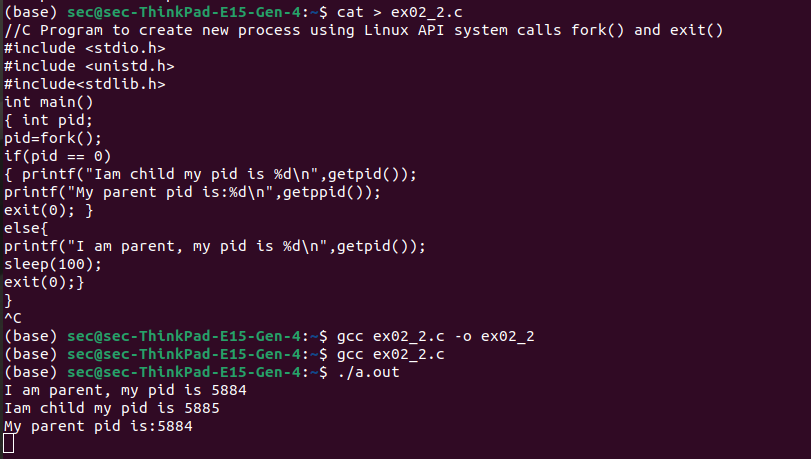 (base) sec@sec-ThinkPad-E15-Gen-4:~$ cat > ex02_2.c
//C Program to create new process using Linux API system calls fork() and exit()
#include <stdio.h>
#include <unistd.h>
#include<stdlib.h>
int main()
{ int pid;
pid=fork();
if(pid == 0)
{ printf("Iam child my pid is %d\n",getpid());
printf("My parent pid is:%d\n",getppid());
exit(0); }
else{
printf("I am parent, my pid is %d\n",getpid());
sleep(100);
exit(0);}
}
^C
(base) sec@sec-ThinkPad-E15-Gen-4:~$ gcc ex02_2.c -o ex02_2
(base) sec@sec-ThinkPad-E15-Gen-4:~$ gcc ex02_2.c
(base) sec@sec-ThinkPad-E15-Gen-4:~$ ./a.out
I am parent, my pid is 5884
Iam child my pid is 5885
My parent pid is:5884